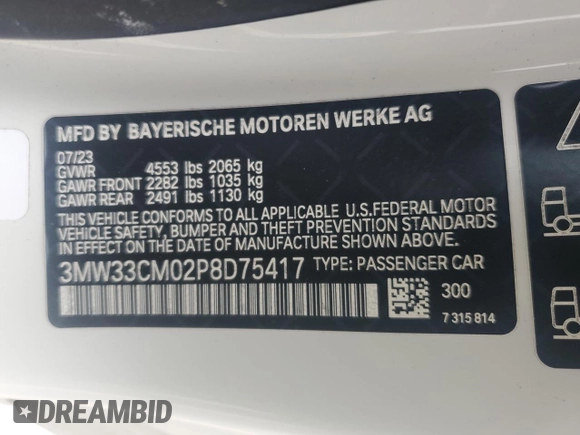 MFD BY BAYERISCHE MOTOREN WERKE AG
07/23
GVWR 4553 lbs 2065 kg
GAWR FRONT 2282 lbs 1035 kg
GAWR REAR 2491 lbs 1130 kg
THIS VEHICLE CONFORMS TO ALL APPLICABLE U.S.FEDERAL MOTOR
VEHICLE SAFETY, BUMPER AND THEFT PREVENTION STANDARDS
IN EFFECT ON THE DATE OF MANUFACTURE SHOWN ABOVE.
3MW33CM02P8D75417 TYPE: PASSENGER CAR
300
7 315 814
DREAMBID